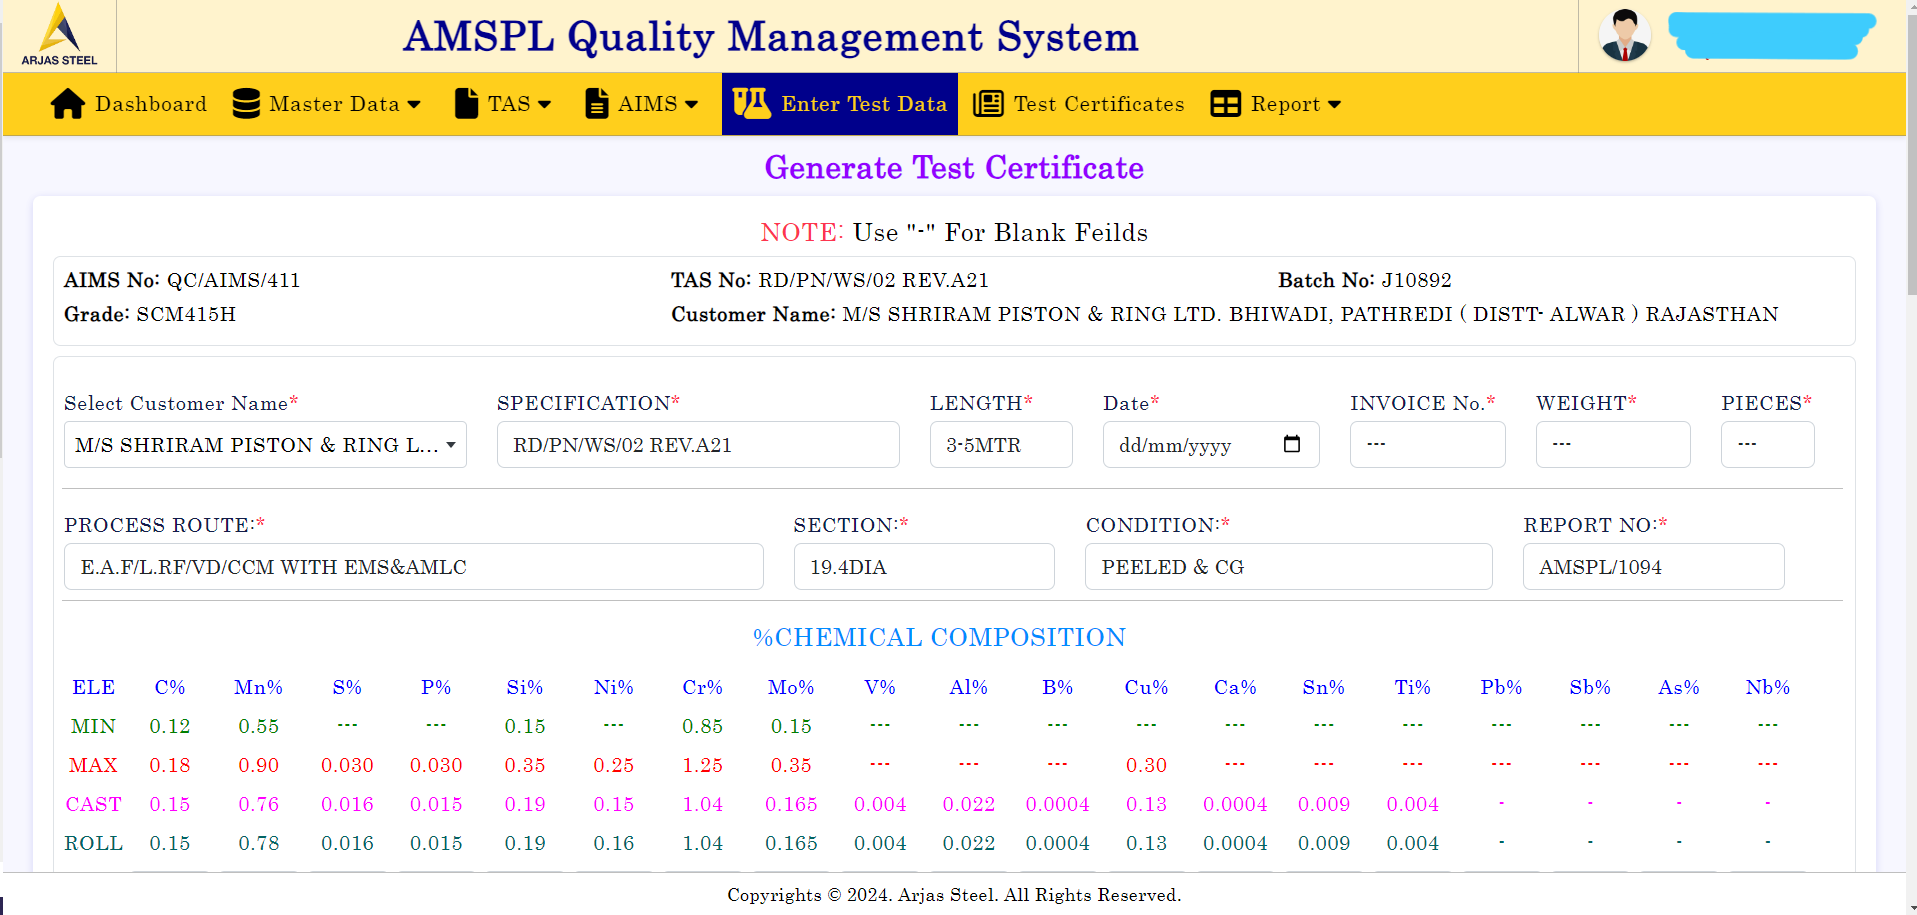 ARJAS STEEL
AMSPL Quality Management System
Dashboard Master Data TAS AIMS Enter Test Data Test Certificates Report
Generate Test Certificate
NOTE: Use "-" For Blank Feilds
AIMS No: QC/AIMS/411 TAS No: RD/PN/WS/02 REV.A21 Batch No: J10892
Grade: SCM415H Customer Name: M/S SHRIRAM PISTON & RING LTD. BHIWADI, PATHREDI ( DISTT- ALWAR ) RAJASTHAN
Select Customer Name* SPECIFICATION* LENGTH* Date* INVOICE No.* WEIGHT* PIECES*
M/S SHRIRAM PISTON & RING L... RD/PN/WS/02 REV.A21 3-5MTR dd/mm/yyyy --- --- ---
PROCESS ROUTE:* SECTION:* CONDITION:* REPORT NO:*
E.A.F/L.RF/VD/CCM WITH EMS&AMLC 19.4DIA PEELED & CG AMSPL/1094
%CHEMICAL COMPOSITION
ELE C% Mn% S% P% Si% Ni% Cr% Mo% V% Al% B% Cu% Ca% Sn% Ti% Pb% Sb% As% Nb%
MIN 0.12 0.55 --- --- 0.15 --- 0.85 0.15 --- --- --- --- --- --- --- --- --- --- ---
MAX 0.18 0.90 0.030 0.030 0.35 0.25 1.25 0.35 --- --- --- 0.30 --- --- --- --- --- --- ---
CAST 0.15 0.76 0.016 0.015 0.19 0.15 1.04 0.165 0.004 0.022 0.0004 0.13 0.0004 0.009 0.004 - - - -
ROLL 0.15 0.78 0.016 0.015 0.19 0.16 1.04 0.165 0.004 0.022 0.0004 0.13 0.0004 0.009 0.004 - - - -
Copyrights © 2024. Arjas Steel. All Rights Reserved.